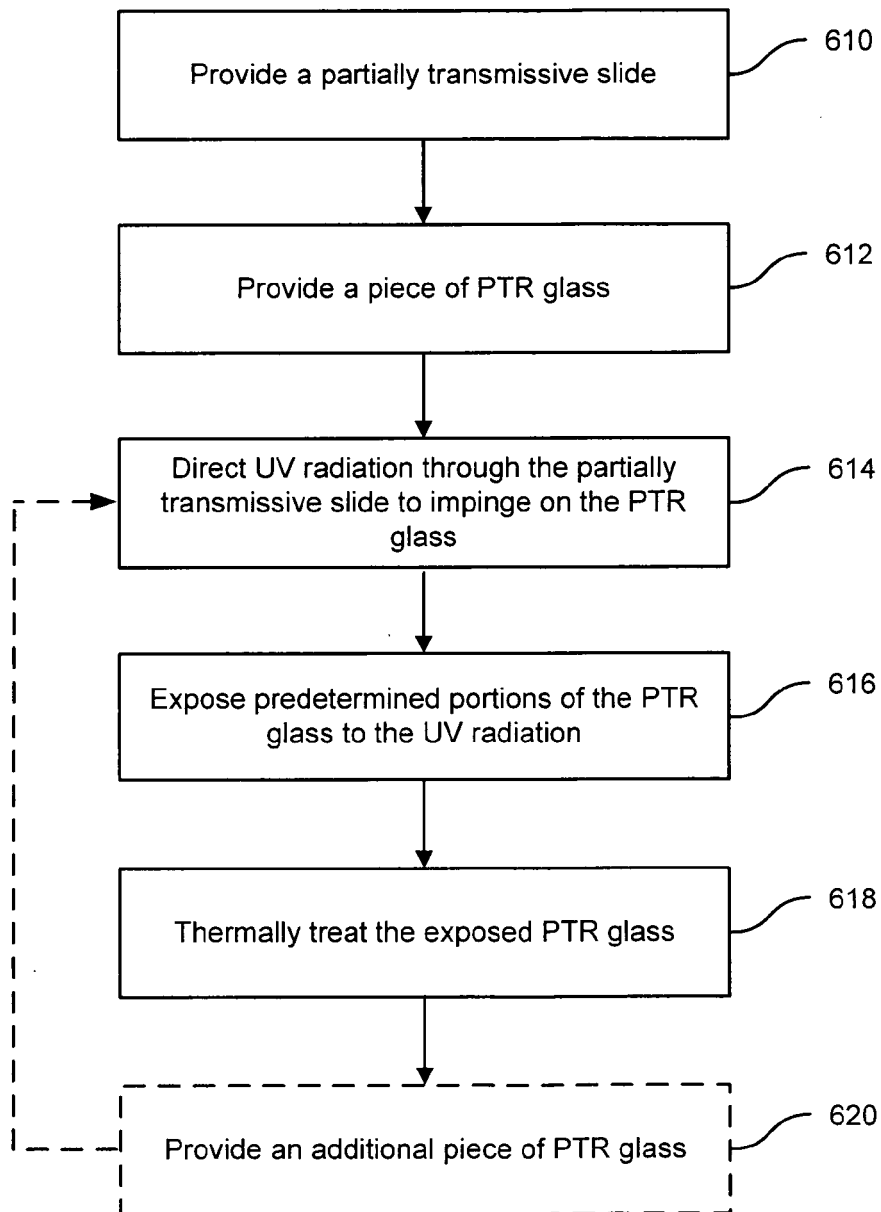 610
Provide a partially transmissive slide
612
Provide a piece of PTR glass
614
Direct UV radiation through the partially
transmissive slide to impinge on the PTR
glass
616
Expose predetermined portions of the PTR
glass to the UV radiation
618
Thermally treat the exposed PTR glass
620
Provide an additional piece of PTR glass